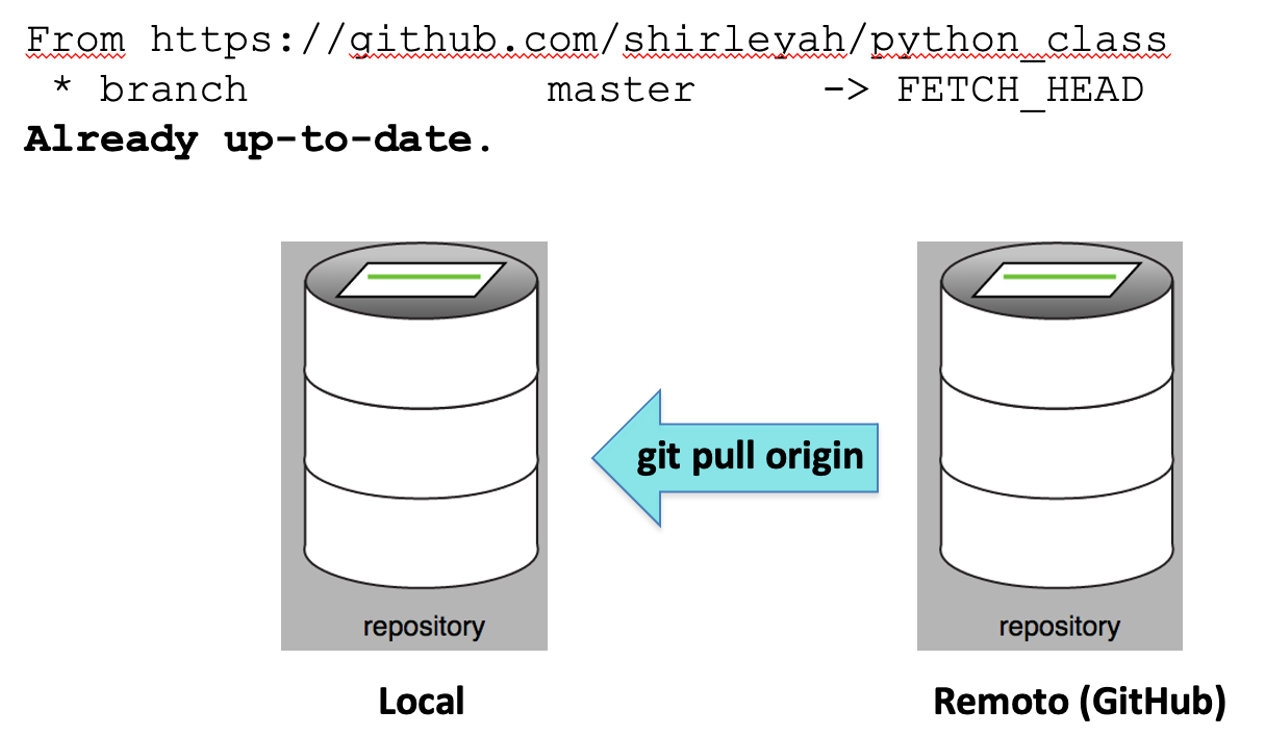 From https://github.com/shirleyah/python_class
* branch master -> FETCH_HEAD
Already up-to-date.
git pull origin
repository
repository
Local
Remoto (GitHub)